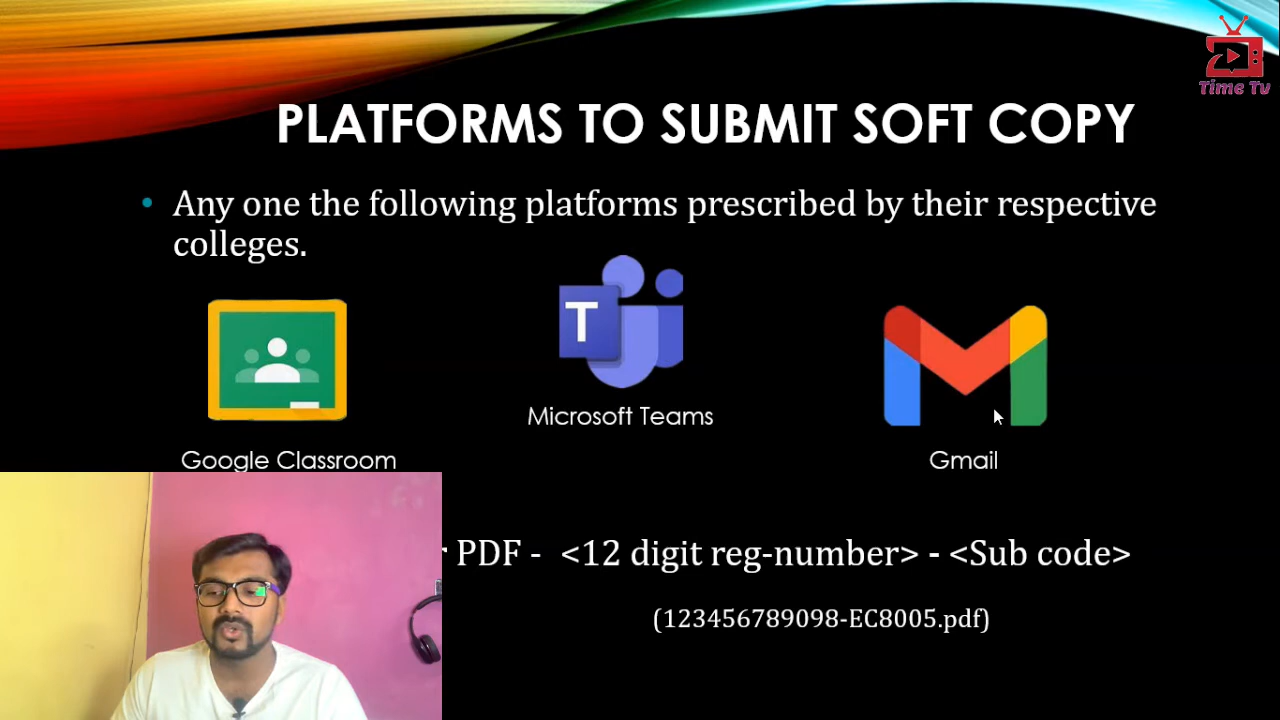 Time Tv
PLATFORMS TO SUBMIT SOFT COPY
• Any one the following platforms prescribed by their respective
colleges.
T
Microsoft Teams
Google Classroom
Gmail
PDF - <12 digit reg-number> - <Sub code>
(123456789098-EC8005.pdf)